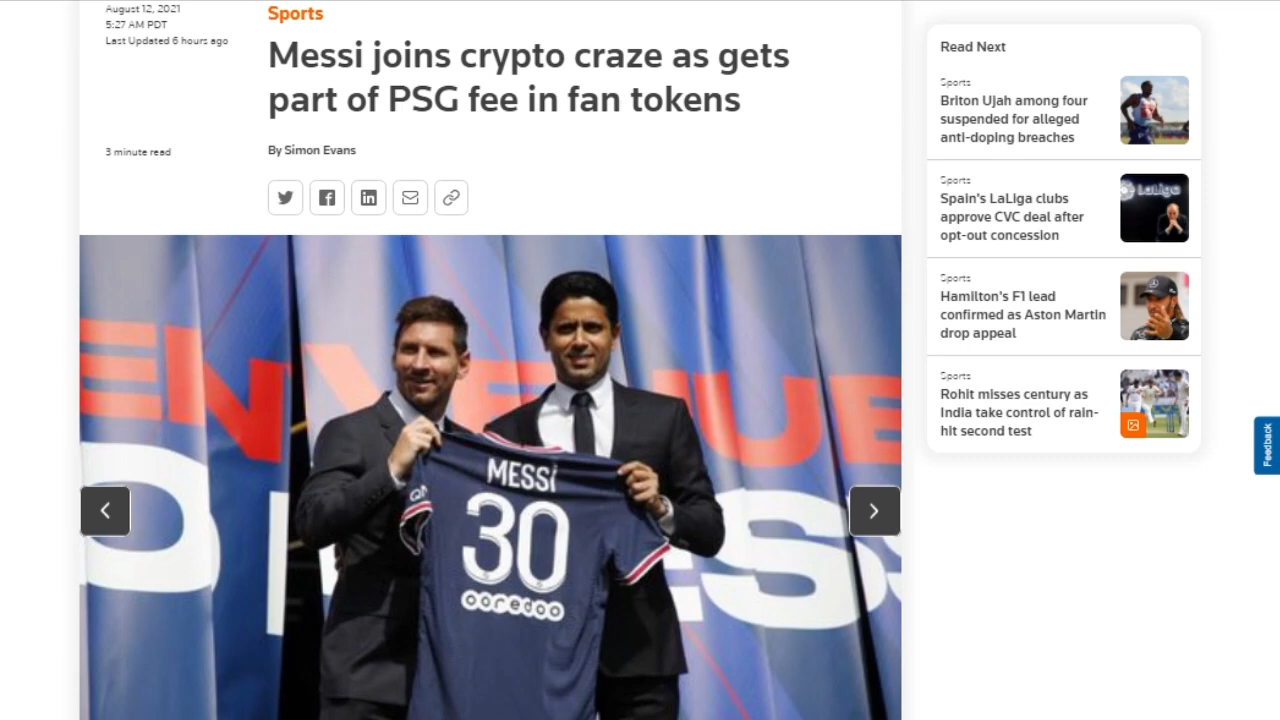 August 12, 2021
5:27 AM PDT
Last Updated 6 hours ago
3 minute read
Sports
Messi joins crypto craze as gets
part of PSG fee in fan tokens
By Simon Evans
MESSI
30
ooredoo
QN
Read Next
Sports
Briton Ujah among four
suspended for alleged
anti-doping breaches
Sports
Spain's LaLiga clubs
approve CVC deal after
opt-out concession
LaLiga
Sports
Hamilton's F1 lead
confirmed as Aston Martin
drop appeal
Sports
Rohit misses century as
India take control of rain-
hit second test
Feedback